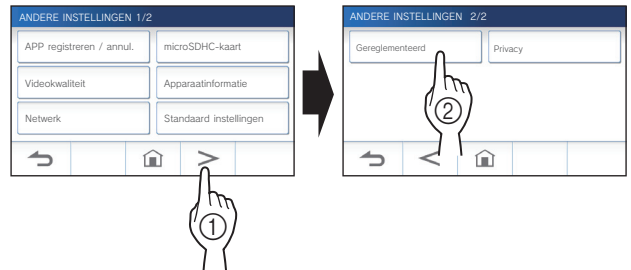 ANDERE INSTELLINGEN 1/2
APP registreren / annul.
microSDHC-kaart
Videokwaliteit
Apparaatinformatie
Netwerk
Standaard instellingen
>
①
ANDERE INSTELLINGEN 2/2
Gereglementeerd
Privacy
<
②